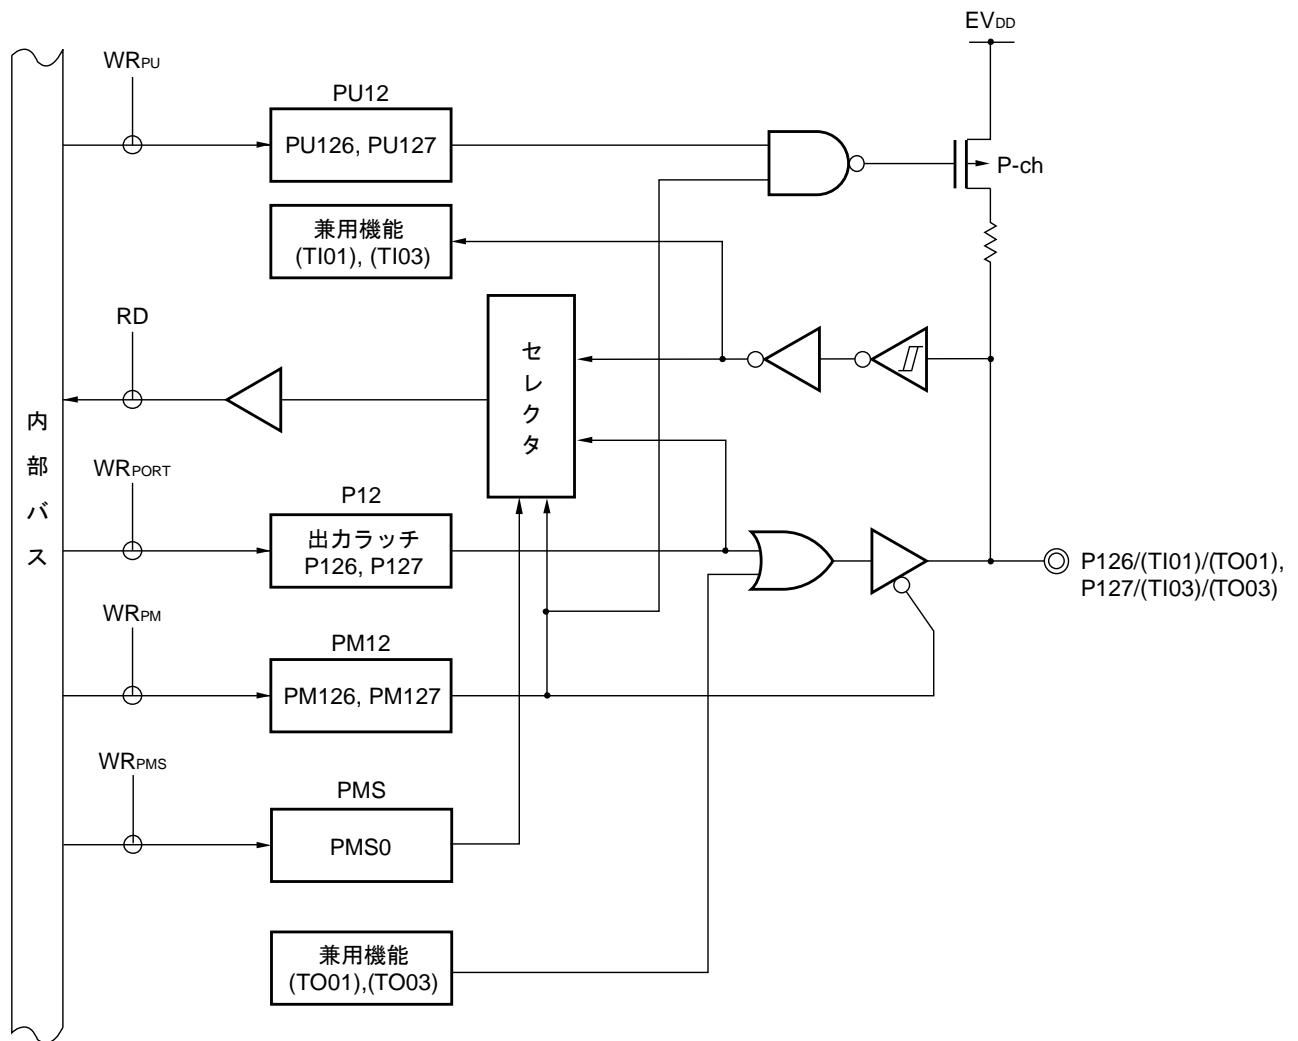 EVDD
WRPU
PU12
PU126, PU127
P-ch
兼用機能
(TI01), (TI03)
RD
セレクタ
内部バス
WRPORT
P12
出力ラッチ
P126, P127
P126/(TI01)/(TO01),
P127/(TI03)/(TO03)
WRPM
PM12
PM126, PM127
WRPMS
PMS
PMS0
兼用機能
(TO01),(TO03)